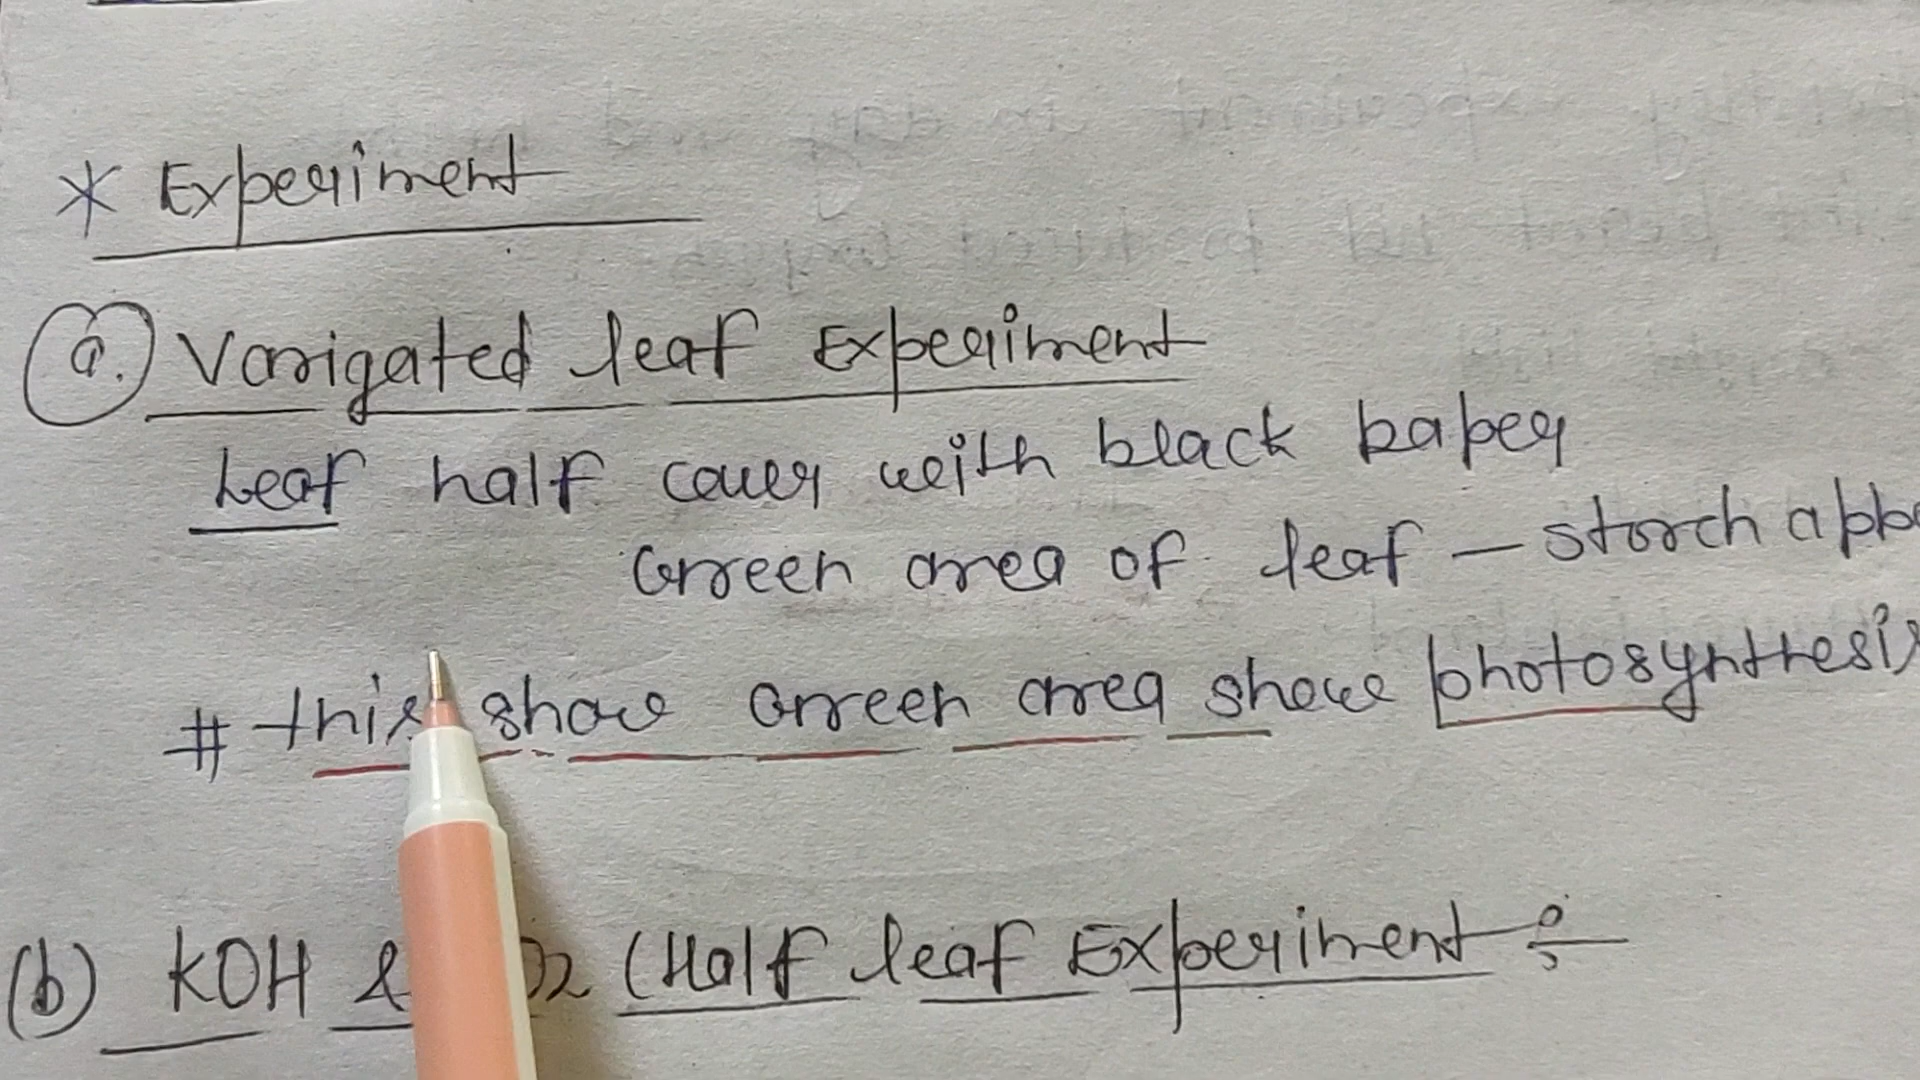 * Experiment
a. Varigated leaf Experiment
Leaf half cover with black paper
Green area of leaf - starch
# this show Green area show photosynthesis
(b) KOH & (Half leaf Experiment :-